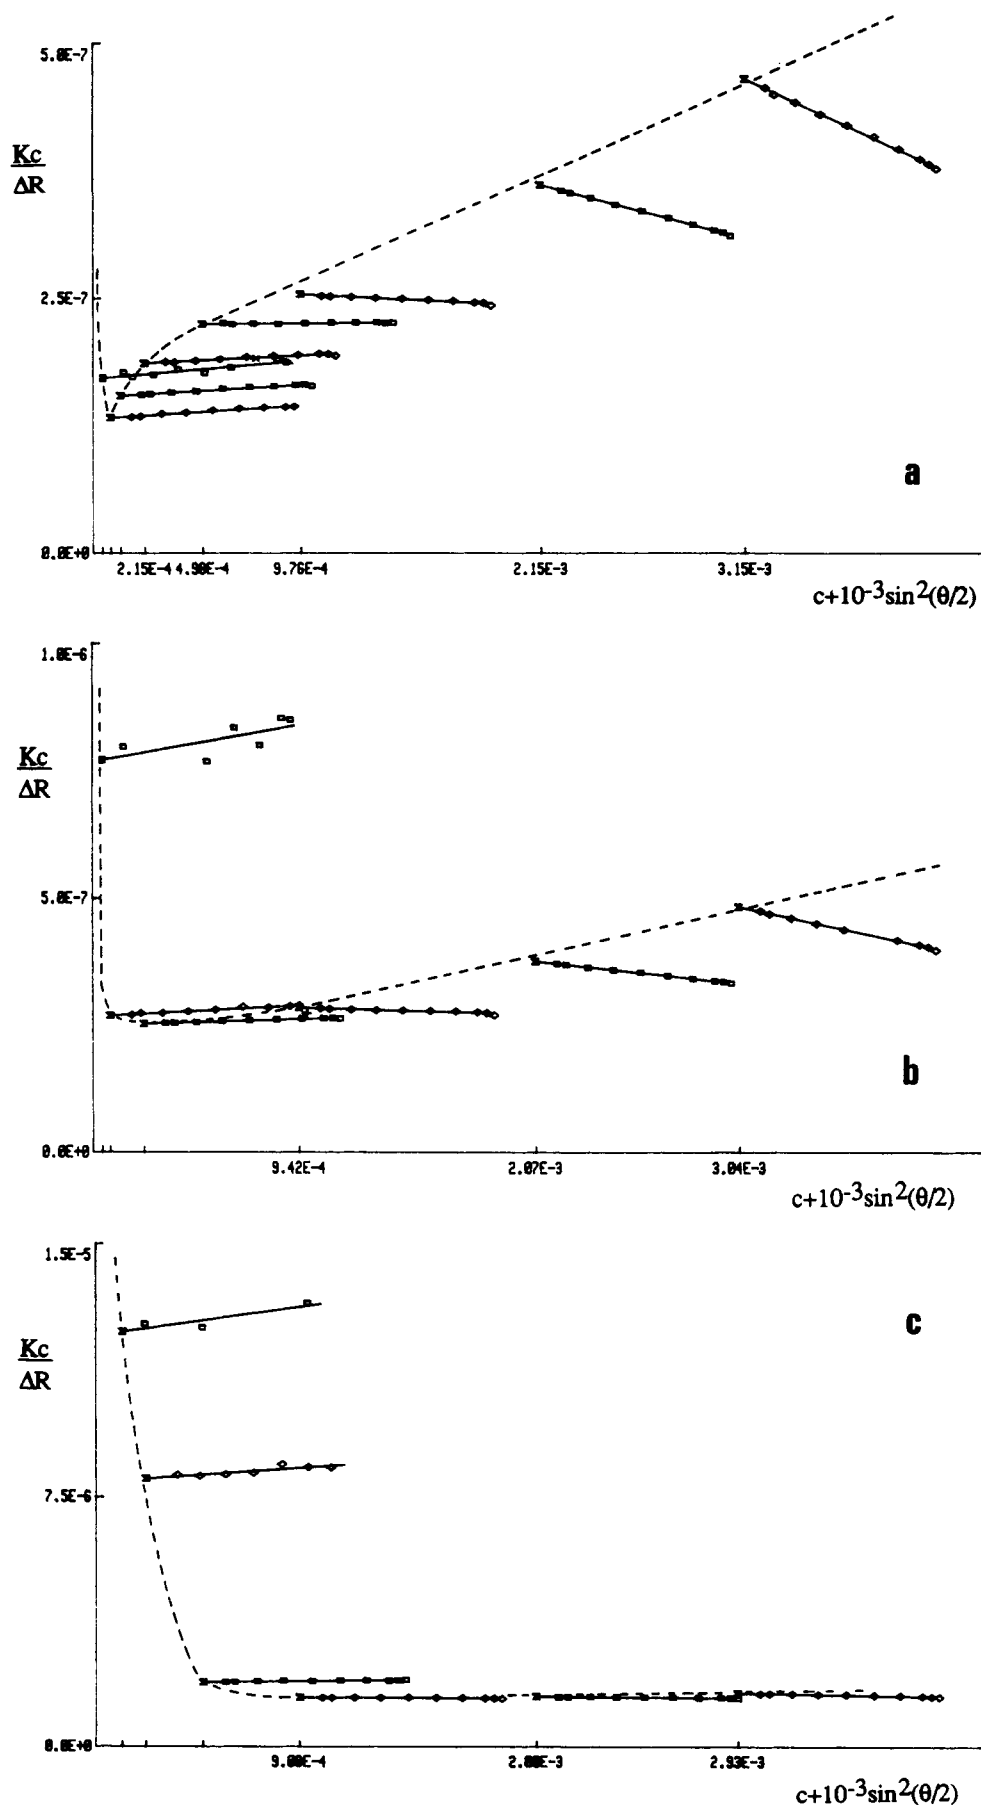 5.0E-7
Kc
ΔR
2.5E-7
a
0.0E+0
2.15E-4 4.90E-4 9.76E-4 2.15E-3 3.15E-3
c+10-3sin2(θ/2)
1.0E-6
Kc
ΔR
5.0E-7
b
0.0E+0
9.42E-4 2.07E-3 3.04E-3
c+10-3sin2(θ/2)
1.5E-5
c
Kc
ΔR
7.5E-6
0.0E+0
9.08E-4 2.00E-3 2.93E-3
c+10-3sin2(θ/2)